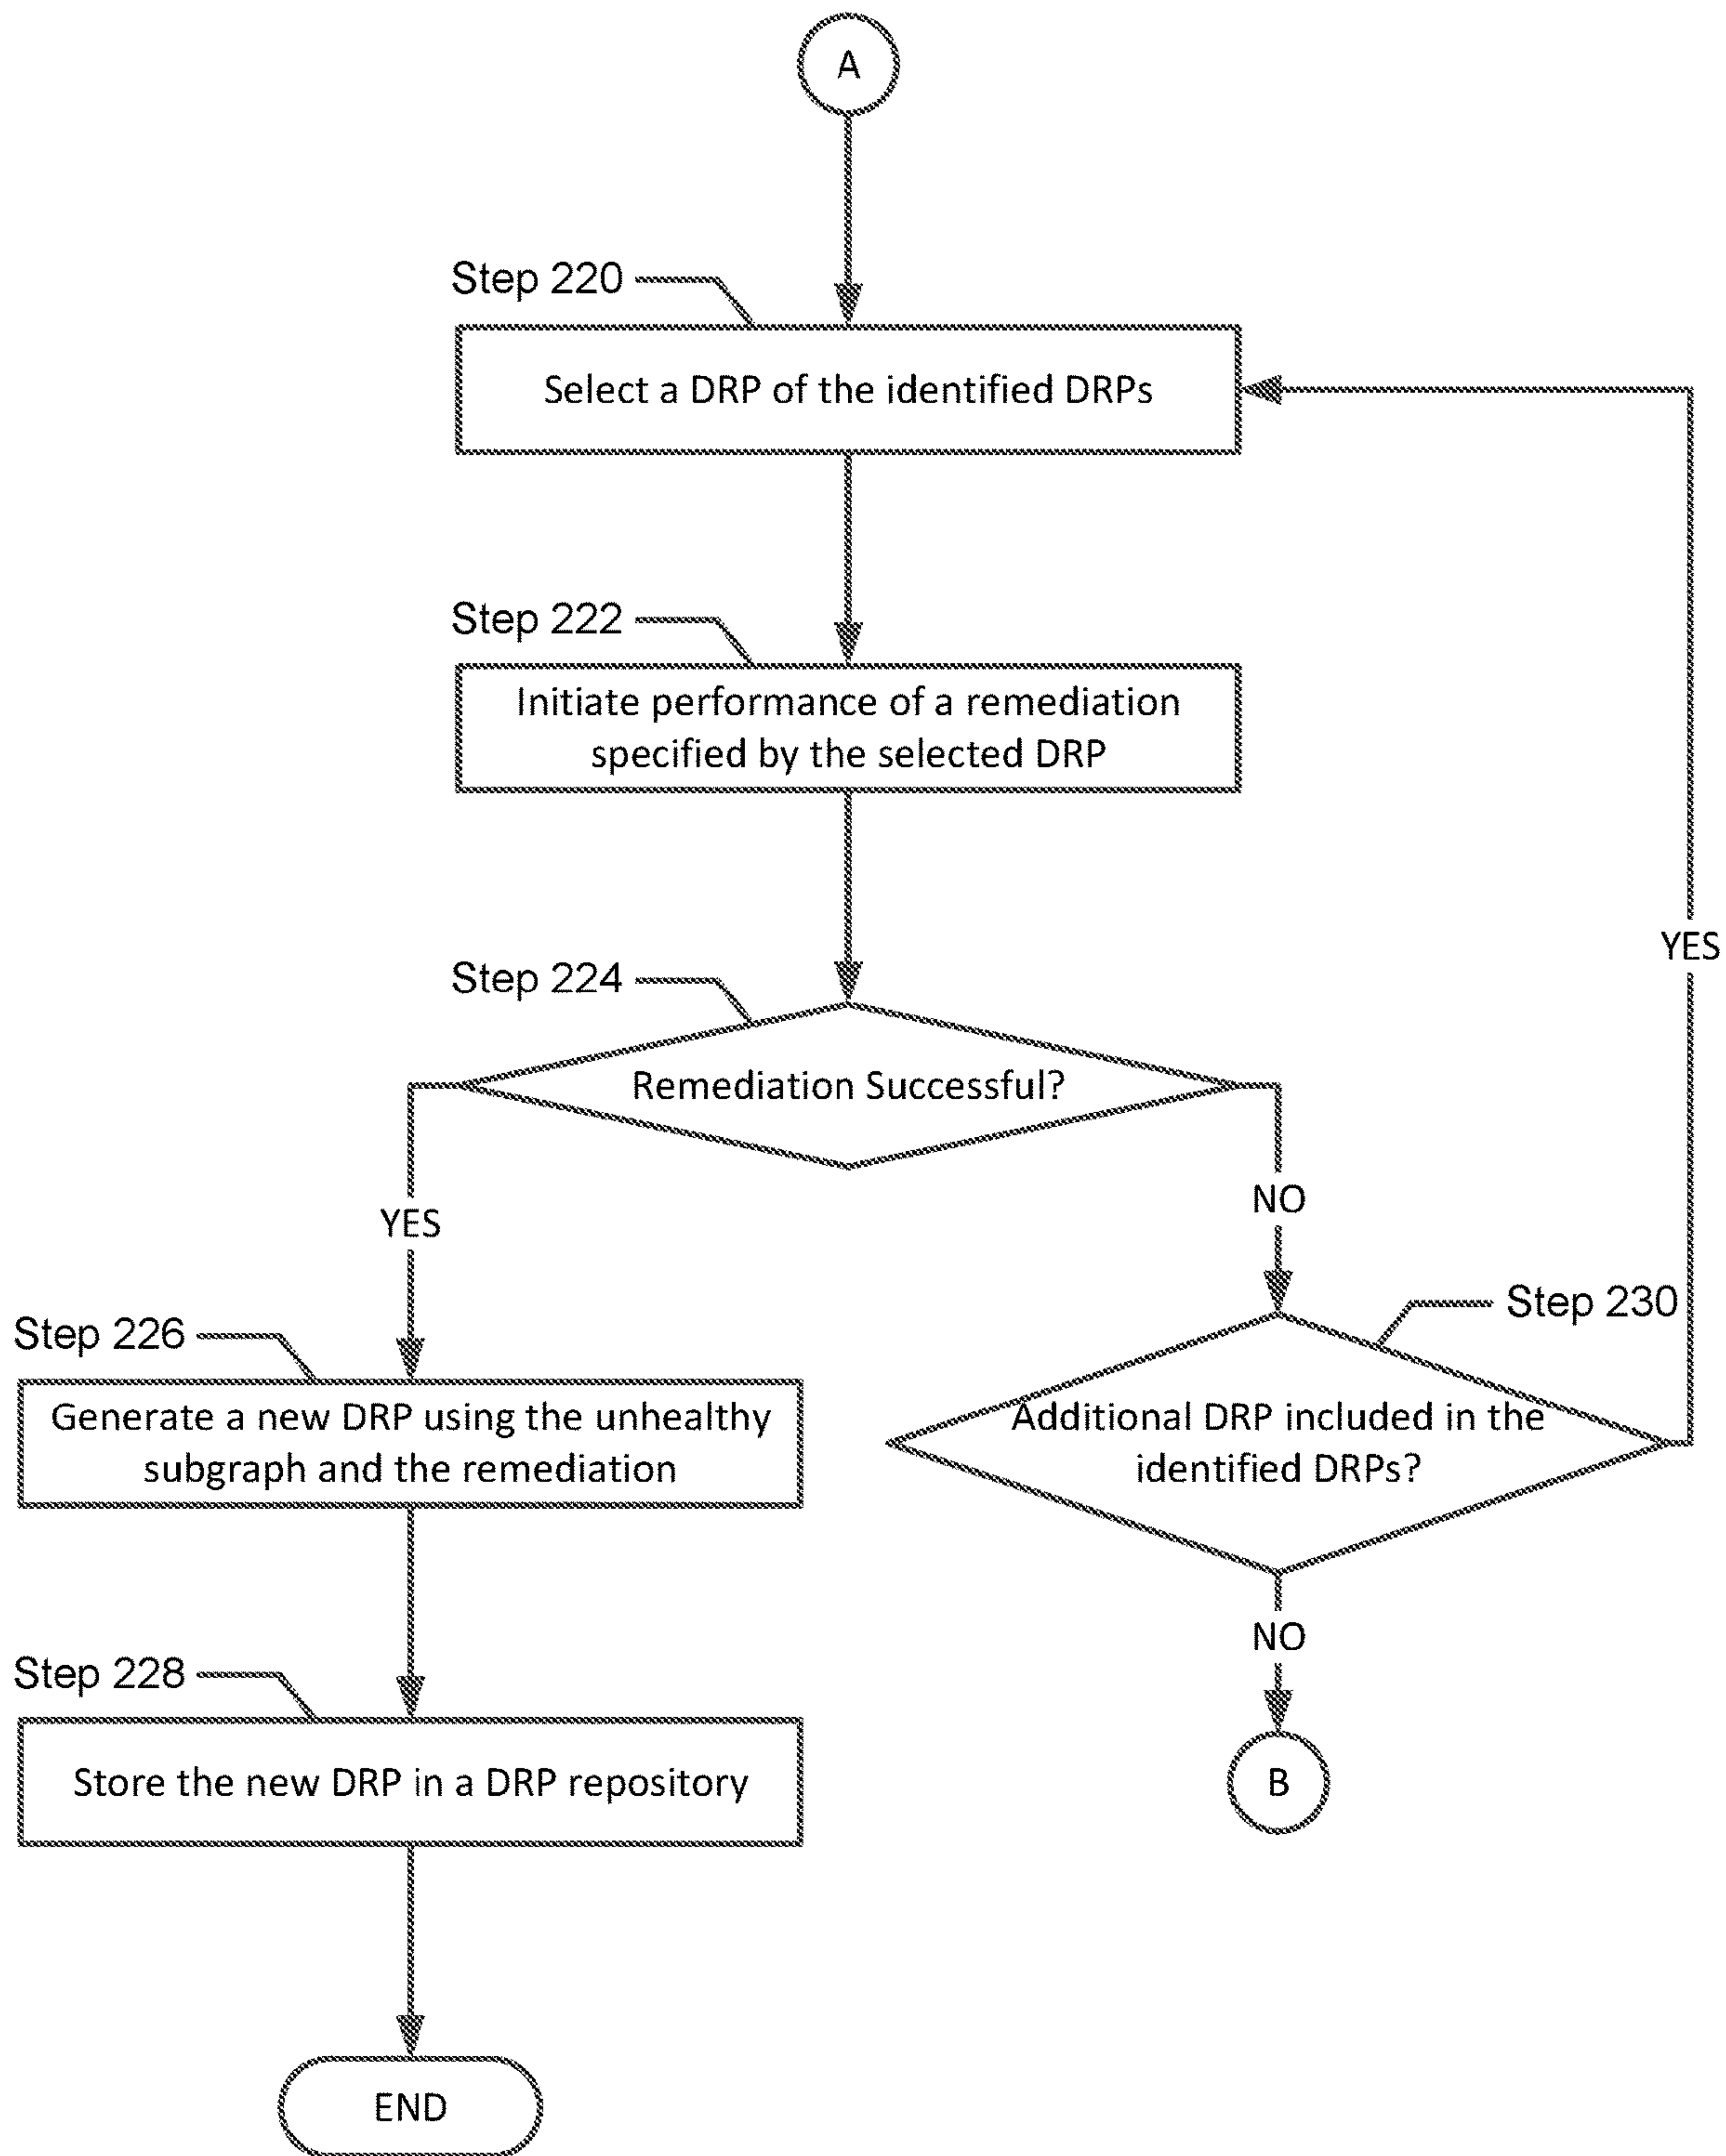 A
Step 220
Select a DRP of the identified DRPs
Step 222
Initiate performance of a remediation
specified by the selected DRP
YES
Step 224
Remediation Successful?
YES
NO
Step 226
Generate a new DRP using the unhealthy
subgraph and the remediation
Step 230
Additional DRP included in the
identified DRPs?
NO
Step 228
Store the new DRP in a DRP repository
B
END